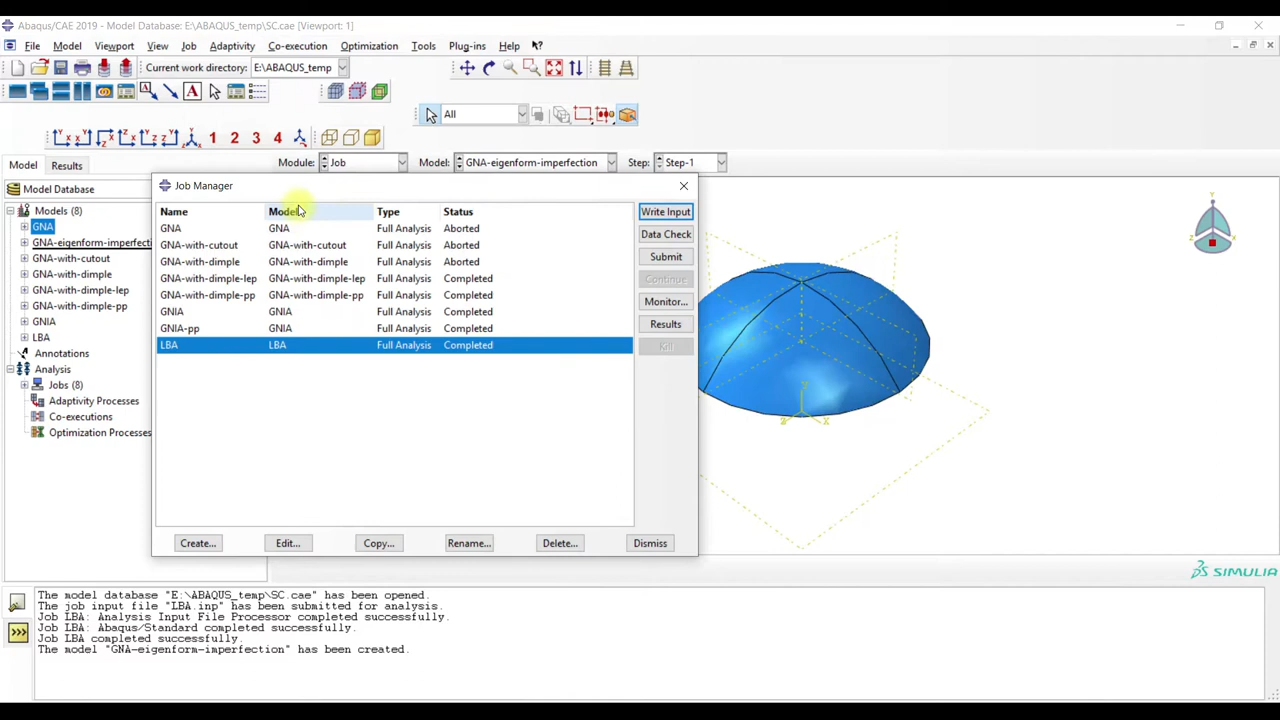 Abaqus/CAE 2019 - Model Database: E:\ABAQUS_temp\SC.cae [Viewport: 1]
File Model Viewport View Job Adaptivity Co-execution Optimization Tools Plug-ins Help
Current work directory: E:\ABAQUS_temp
A A
All
1 2 3 4
Model Results Module: Job Model: GNA-eigenform-imperfection Step: Step-1
Model Database
Models (8)
GNA
GNA-eigenform-imperfecti
GNA-with-cutout
GNA-with-dimple
GNA-with-dimple-lep
GNA-with-dimple-pp
GNIA
LBA
Annotations
Analysis
Jobs (8)
Adaptivity Processes
Co-executions
Optimization Processes
Job Manager
Name Model Type Status
GNA GNA Full Analysis Aborted
GNA-with-cutout GNA-with-cutout Full Analysis Aborted
GNA-with-dimple GNA-with-dimple Full Analysis Aborted
GNA-with-dimple-lep GNA-with-dimple-lep Full Analysis Completed
GNA-with-dimple-pp GNA-with-dimple-pp Full Analysis Completed
GNIA GNIA Full Analysis Completed
GNIA-pp GNIA Full Analysis Completed
LBA LBA Full Analysis Completed
Write Input
Data Check
Submit
Continue
Monitor...
Results
Kill
Create... Edit... Copy... Rename... Delete... Dismiss
Y
Z X
Y
Z X
SIMULIA
The model database "E:\ABAQUS_temp\SC.cae" has been opened.
The job input file "LBA.inp" has been submitted for analysis.
Job LBA: Analysis Input File Processor completed successfully.
Job LBA: Abaqus/Standard completed successfully.
Job LBA completed successfully.
The model "GNA-eigenform-imperfection" has been created.
>>>